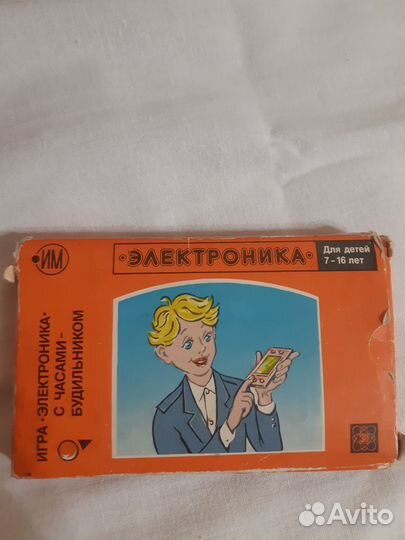 ИМ
·ЭЛЕКТРОНИКА·
Для детей
7-16 лет
ИГРА·ЭЛЕКТРОНИКА·
С ЧАСАМИ-
БУДИЛЬНИКОМ
Avito